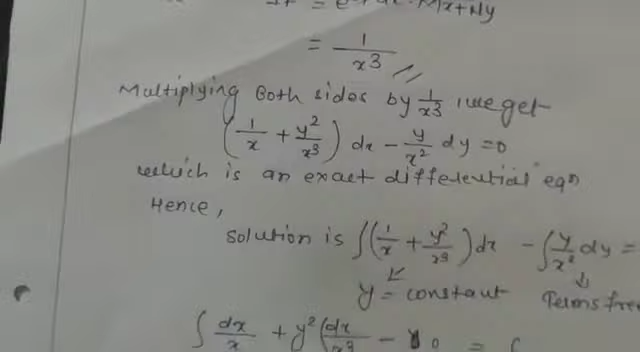 = 1/x³ //
Multiplying Both sides by 1/x³, we get
(1/x + y²/x³) dx - y/x² dy = 0
which is an exact differential eqn
Hence,
solution is ∫(1/x + y²/x³) dx - ∫ y/x² dy =
y = constant Terms
∫ dx/x + y² ∫ dx/x³ - 0 =